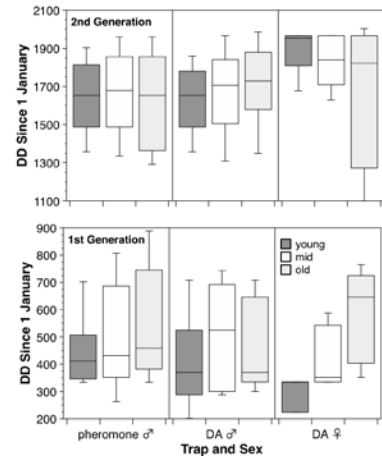 2nd Generation
DD Since 1 January
2100
1900
1700
1500
1300
1100
1st Generation
DD Since 1 January
900
800
700
600
500
400
300
200
young
mid
old
pheromone ♂ DA ♂ DA ♀
Trap and Sex